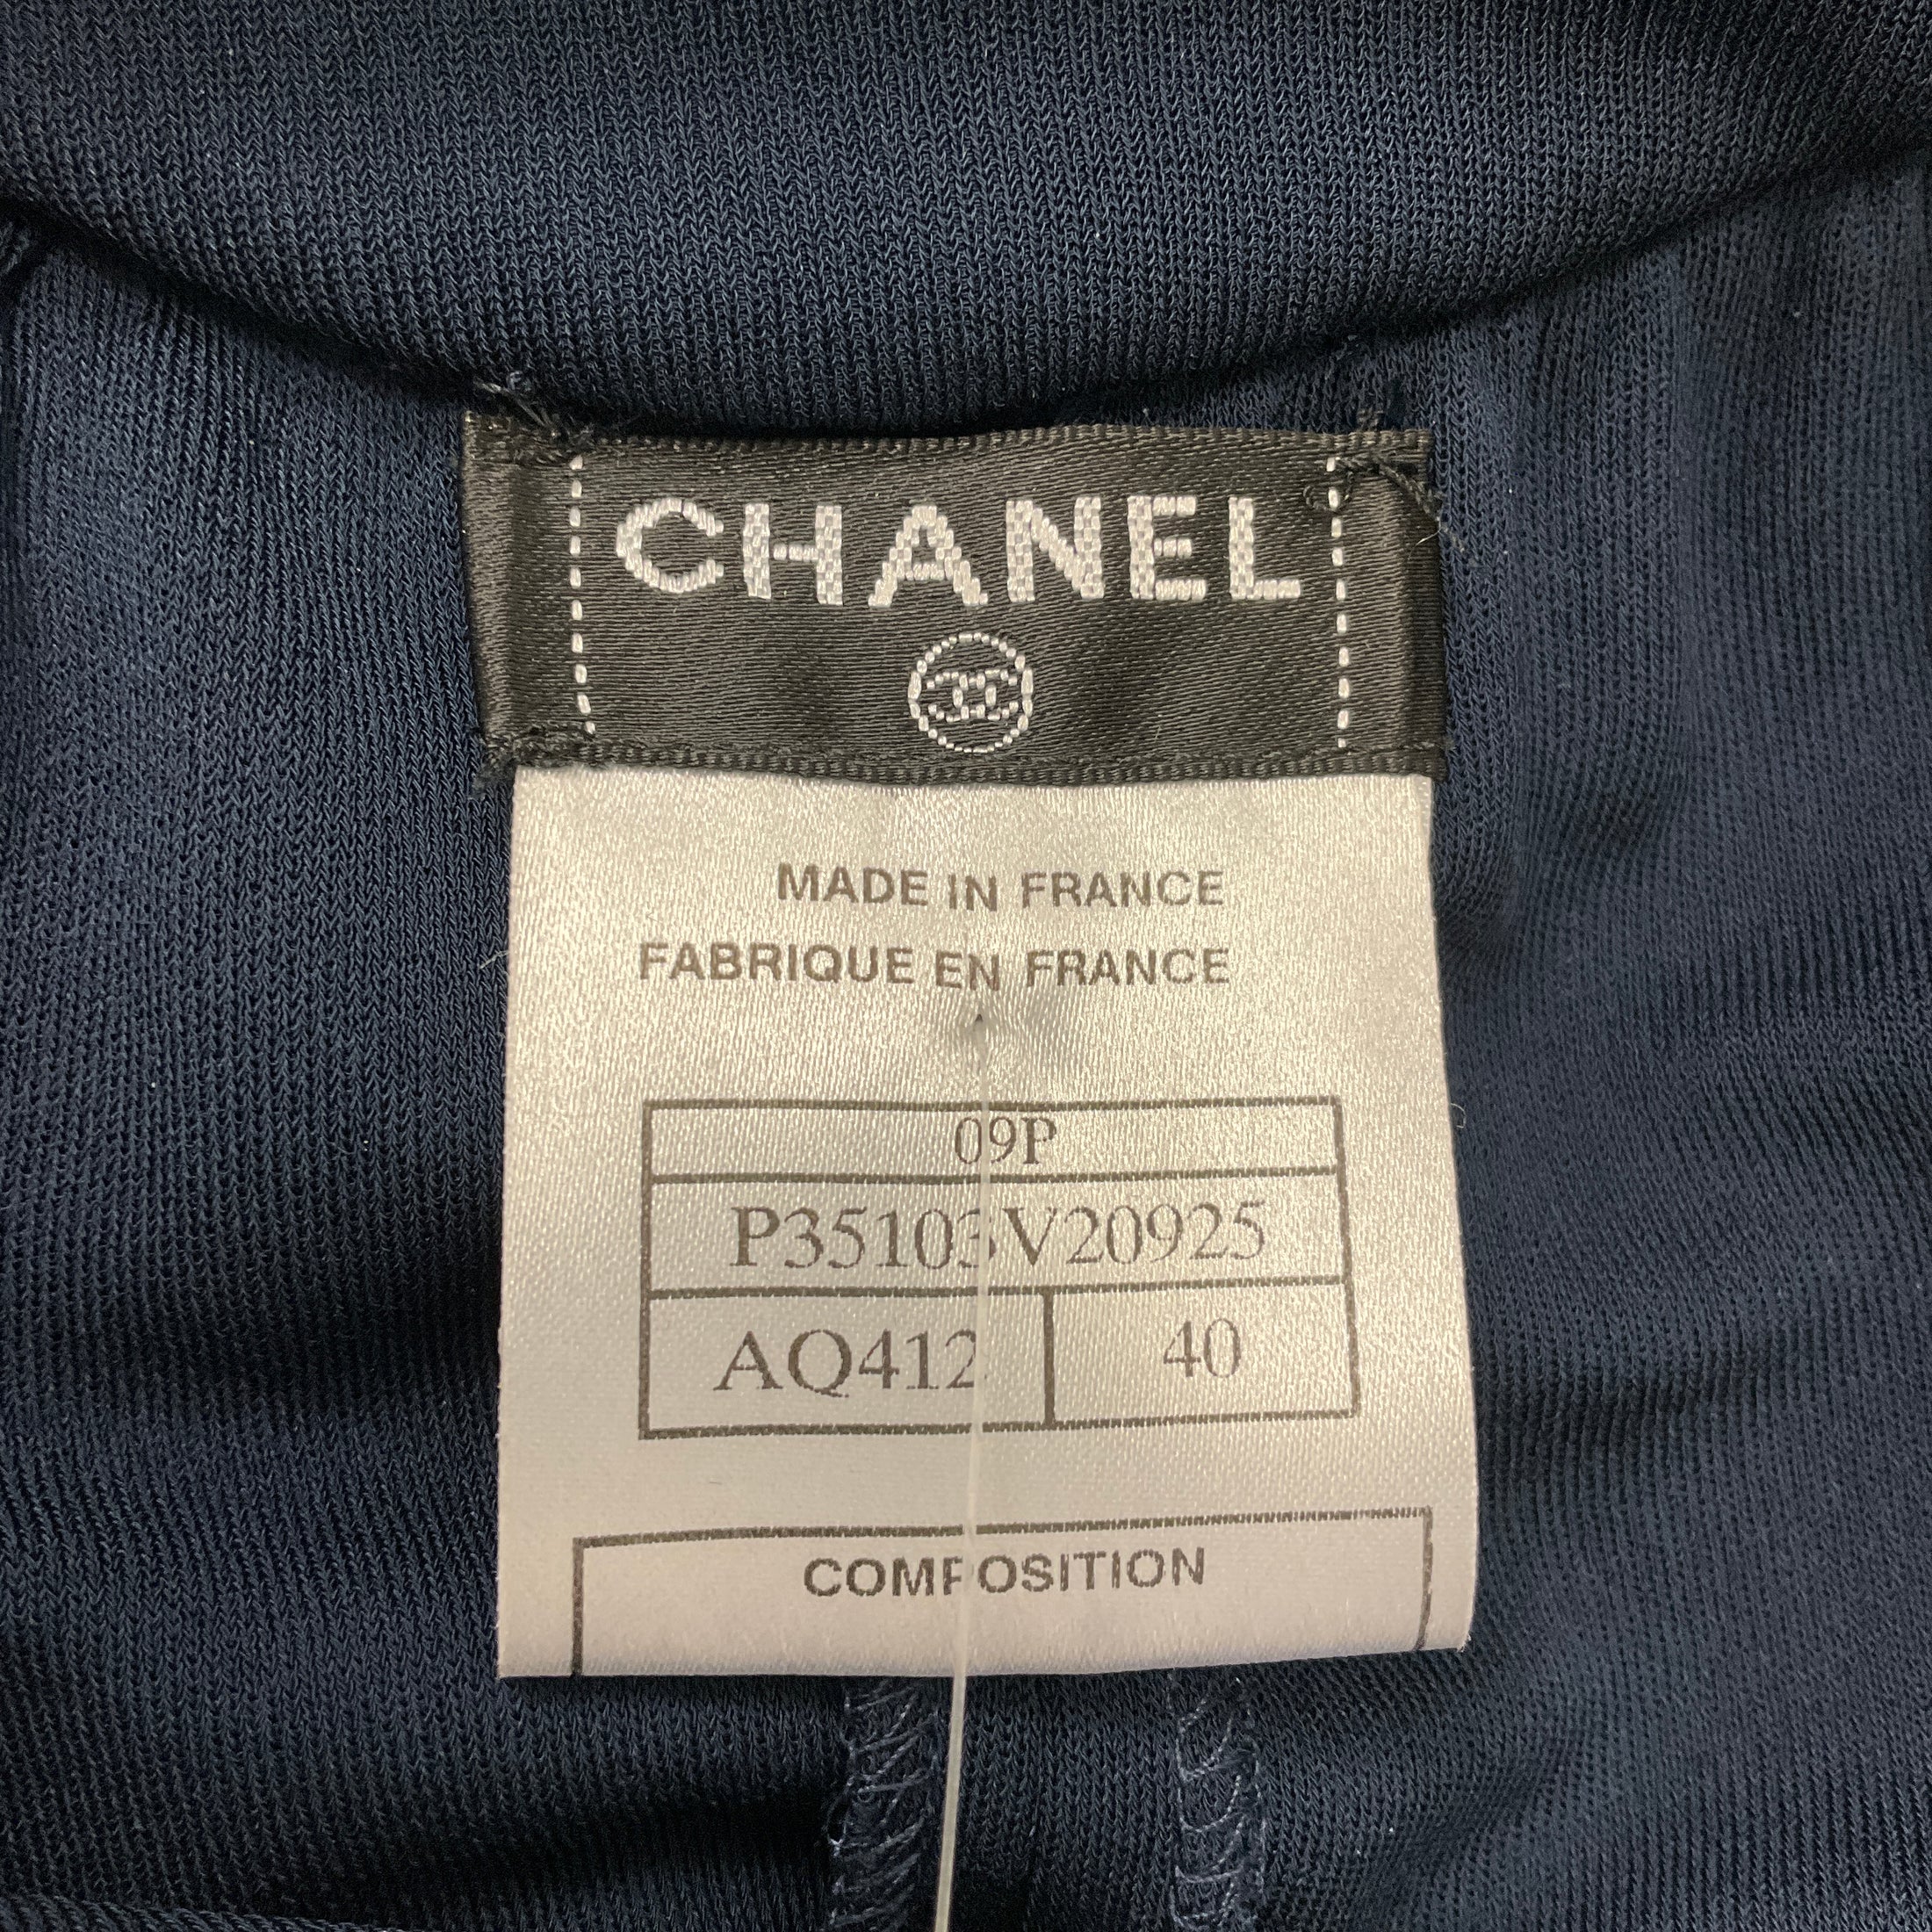 CHANEL
MADE IN FRANCE
FABRIQUE EN FRANCE
09P
P35103V20925
AQ412 40
COMPOSITION